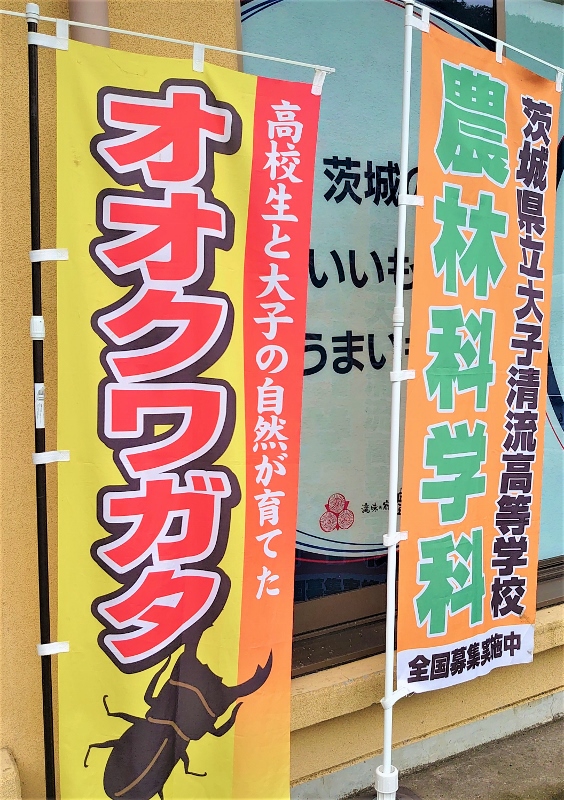 茨城県立大子清流高等学校
農林科学科
全国募集実施中
高校生と大子の自然が育てた
オオクワガタ
茨城の
いいも
うまい